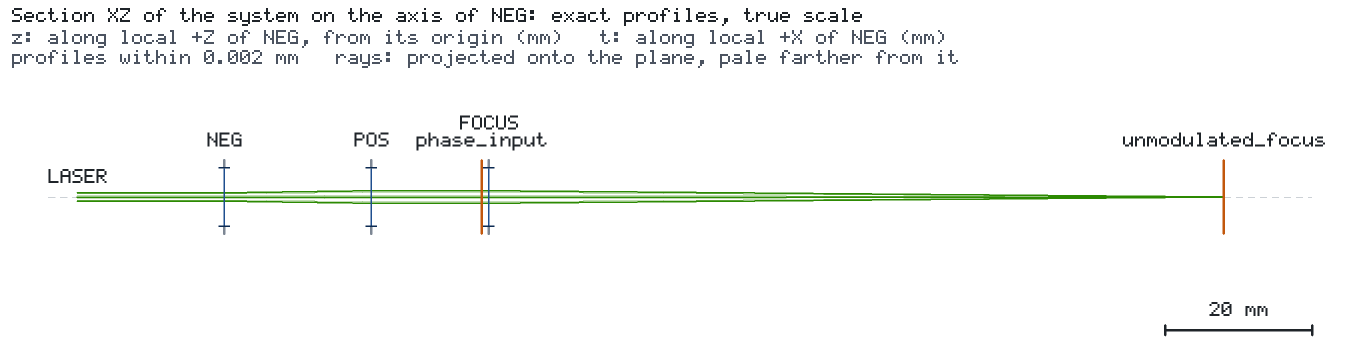 Section XZ of the system on the axis of NEG: exact profiles, true scale
z: along local +Z of NEG, from its origin (mm)   t: along local +X of NEG (mm)
profiles within 0.002 mm   rays: projected onto the plane, pale farther from it
FOCUS
NEG POS phase_input unmodulated_focus
LASER
20 mm